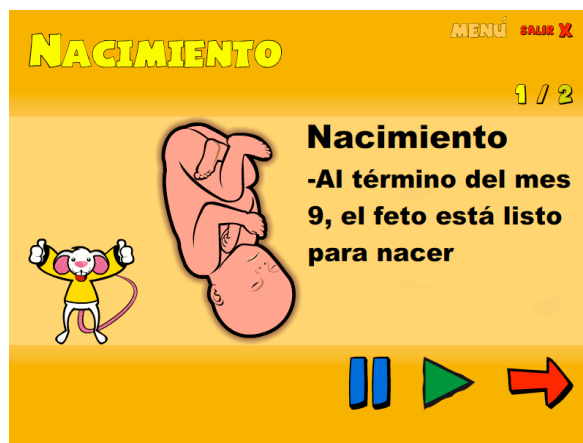 NACIMIENTO
MENÚ SALIR X
1 / 2
Nacimiento
-Al término del mes
9, el feto está listo
para nacer